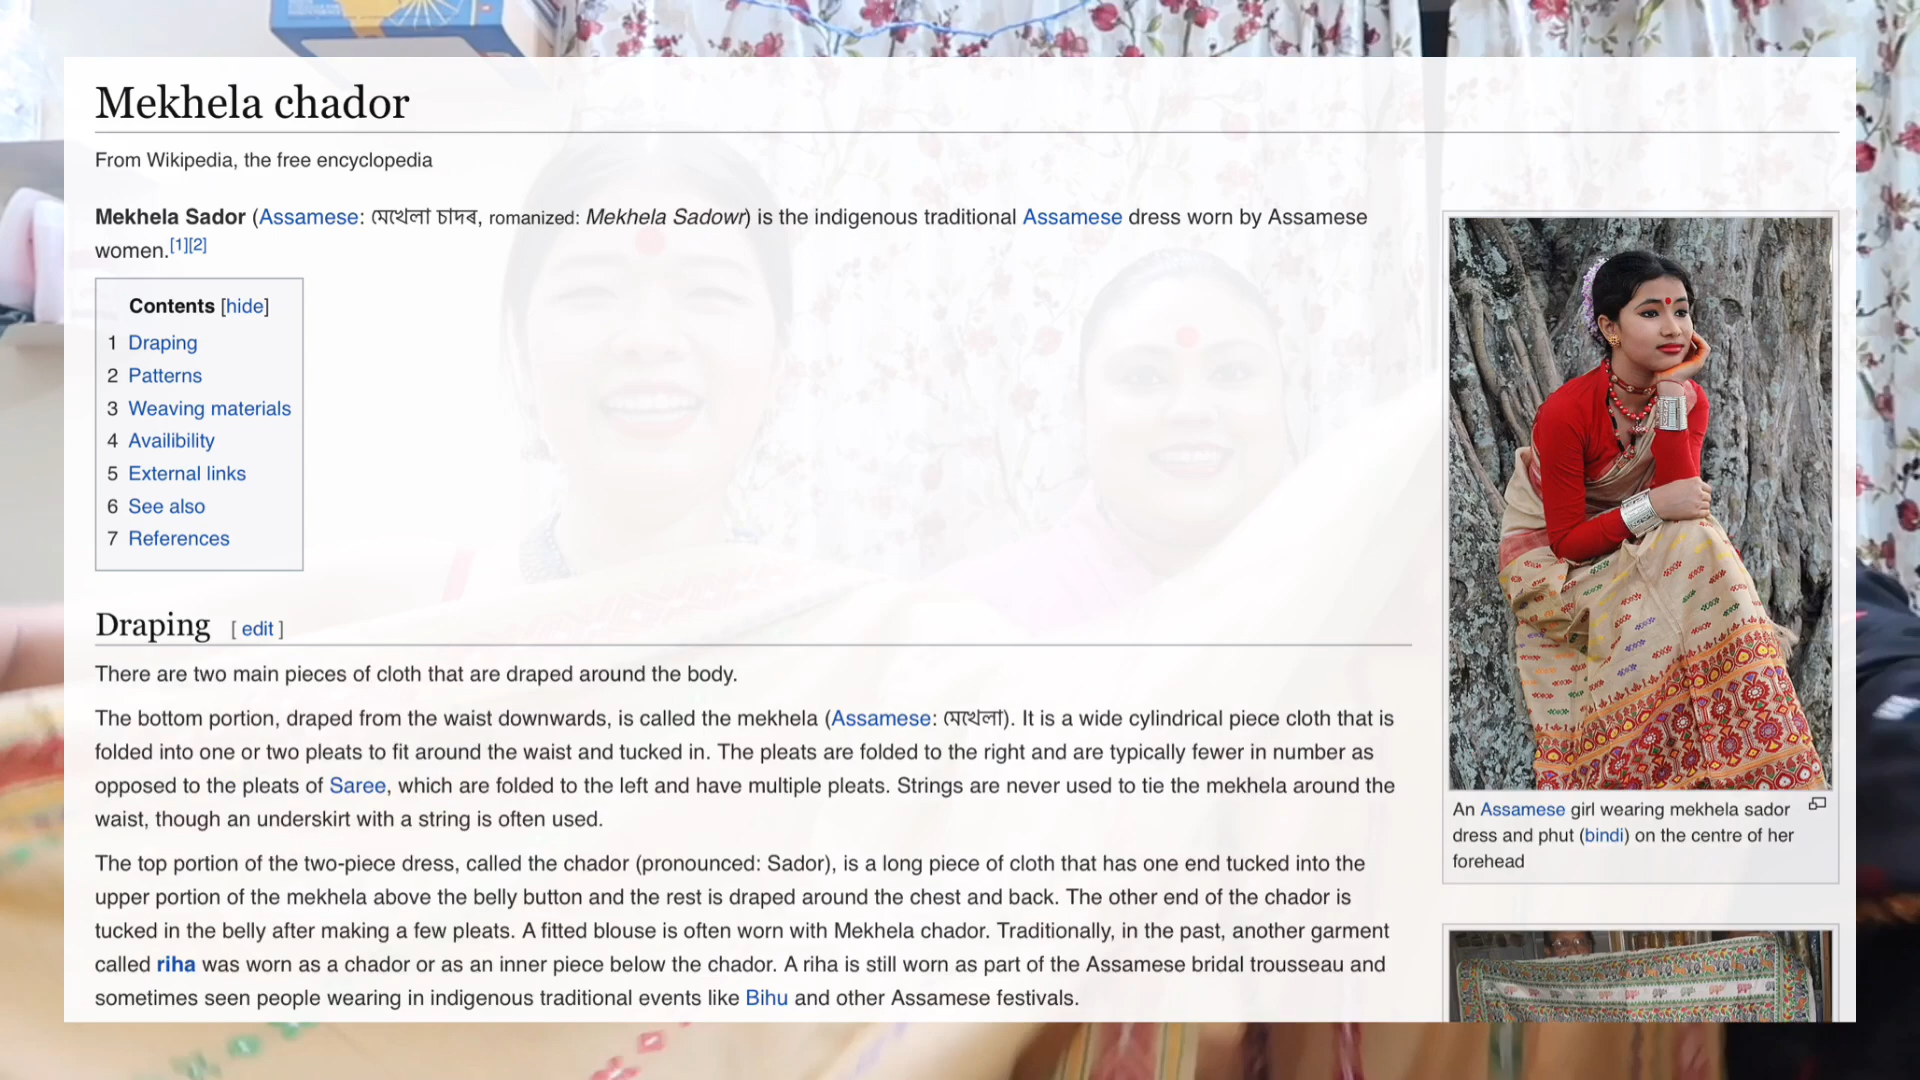 Mekhela chador
From Wikipedia, the free encyclopedia
Mekhela Sador (Assamese: মেখেলা চাদৰ, romanized: Mekhela Sadowr) is the indigenous traditional Assamese dress worn by Assamese
women.[1][2]
Contents [hide]
1 Draping
2 Patterns
3 Weaving materials
4 Availibility
5 External links
6 See also
7 References
Draping [ edit ]
There are two main pieces of cloth that are draped around the body.
The bottom portion, draped from the waist downwards, is called the mekhela (Assamese: মেখেলা). It is a wide cylindrical piece cloth that is
folded into one or two pleats to fit around the waist and tucked in. The pleats are folded to the right and are typically fewer in number as
opposed to the pleats of Saree, which are folded to the left and have multiple pleats. Strings are never used to tie the mekhela around the
waist, though an underskirt with a string is often used.
The top portion of the two-piece dress, called the chador (pronounced: Sador), is a long piece of cloth that has one end tucked into the
upper portion of the mekhela above the belly button and the rest is draped around the chest and back. The other end of the chador is
tucked in the belly after making a few pleats. A fitted blouse is often worn with Mekhela chador. Traditionally, in the past, another garment
called riha was worn as a chador or as an inner piece below the chador. A riha is still worn as part of the Assamese bridal trousseau and
sometimes seen people wearing in indigenous traditional events like Bihu and other Assamese festivals.
An Assamese girl wearing mekhela sador
dress and phut (bindi) on the centre of her
forehead